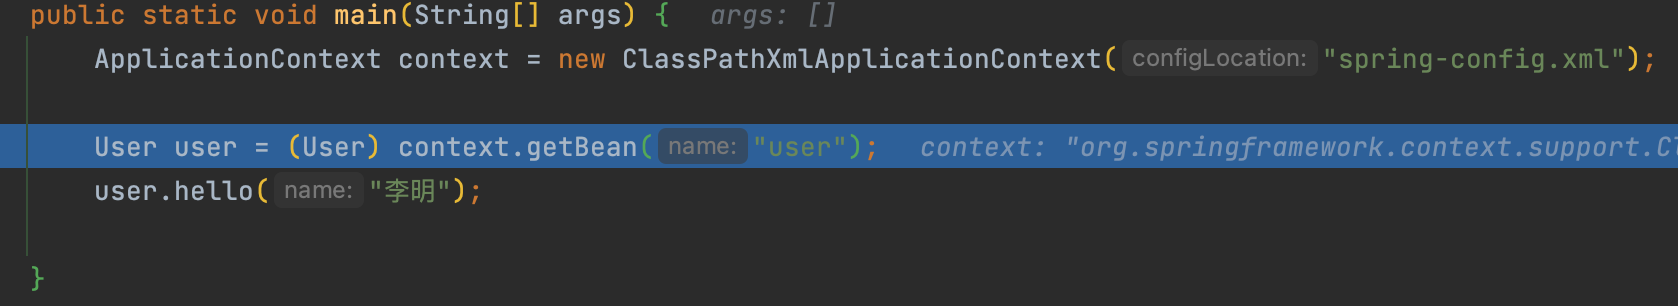 public static void main(String[] args) {  args: []
ApplicationContext context = new ClassPathXmlApplicationContext( configLocation: "spring-config.xml");
User user = (User) context.getBean( name: "user");  context: "org.springframework.context.support.Cl
user.hello( name: "李明");
}